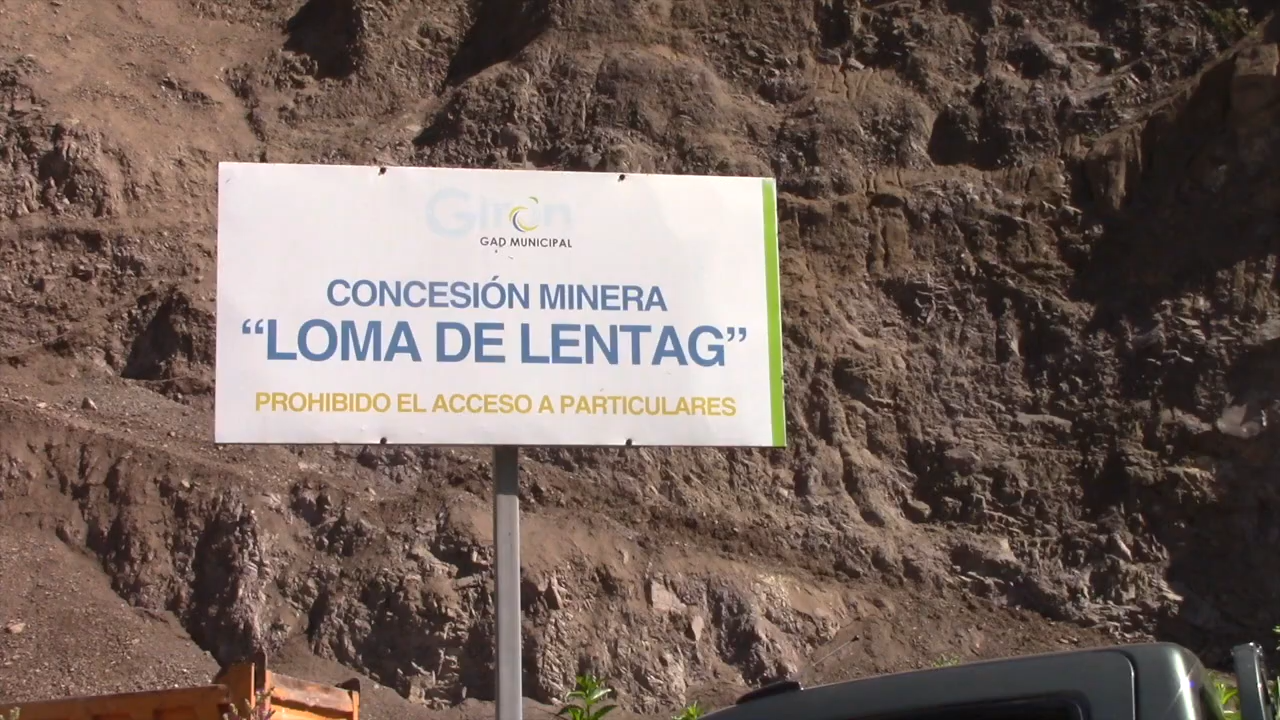 Girón
GAD MUNICIPAL
CONCESIÓN MINERA
“LOMA DE LENTAG”
PROHIBIDO EL ACCESO A PARTICULARES